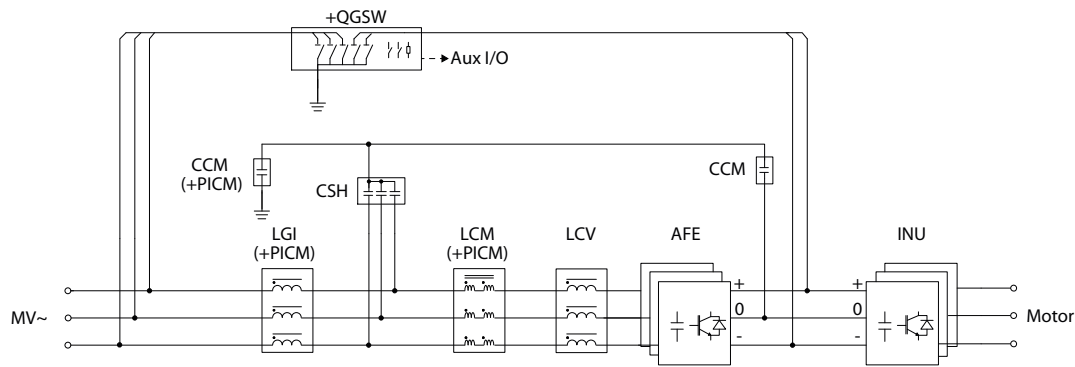 +QGSW
Aux I/O
CCM
(+PICM)
CSH
CCM
LGI
(+PICM)
LCM
(+PICM)
LCV
AFE
INU
+
0
-
+
0
-
MV~
Motor